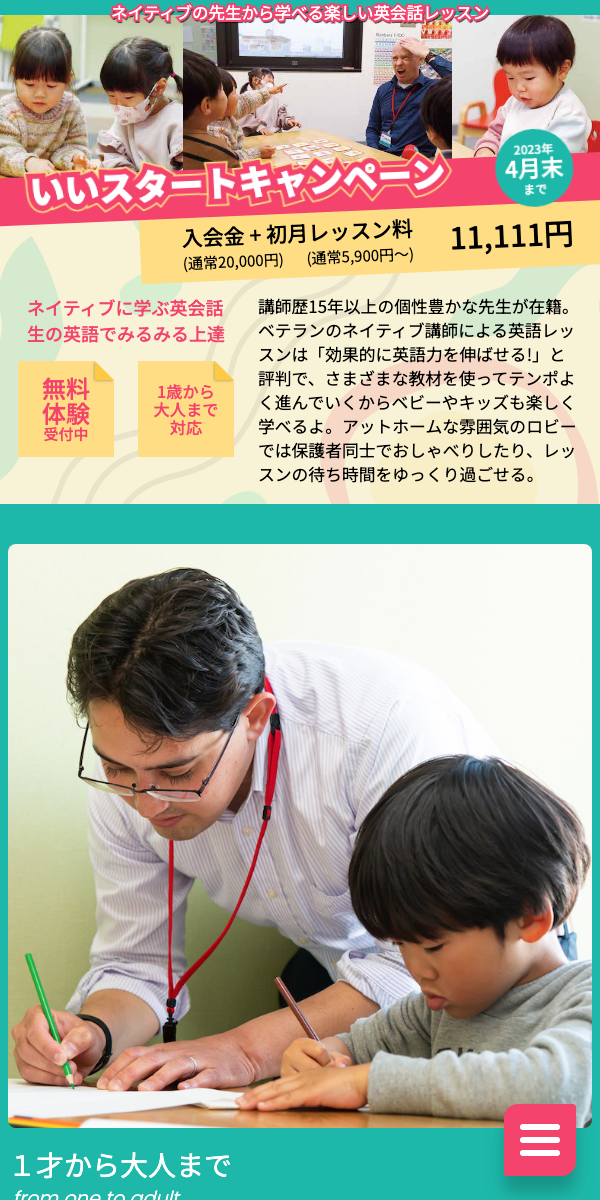 ネイティブの先生から学べる楽しい英会話レッスン
いいスタートキャンペーン
2023年
4月末
まで
入会金 + 初月レッスン料
(通常20,000円) (通常5,900円〜)
11,111円
ネイティブに学ぶ英会話
生の英語でみるみる上達
無料
体験
受付中
1歳から
大人まで
対応
講師歴15年以上の個性豊かな先生が在籍。
ベテランのネイティブ講師による英語レッ
スンは「効果的に英語力を伸ばせる!」と
評判で、さまざまな教材を使ってテンポよ
く進んでいくからベビーやキッズも楽しく
学べるよ。アットホームな雰囲気のロビー
では保護者同士でおしゃべりしたり、レッ
スンの待ち時間をゆっくり過ごせる。
１才から大人まで
from one to adult